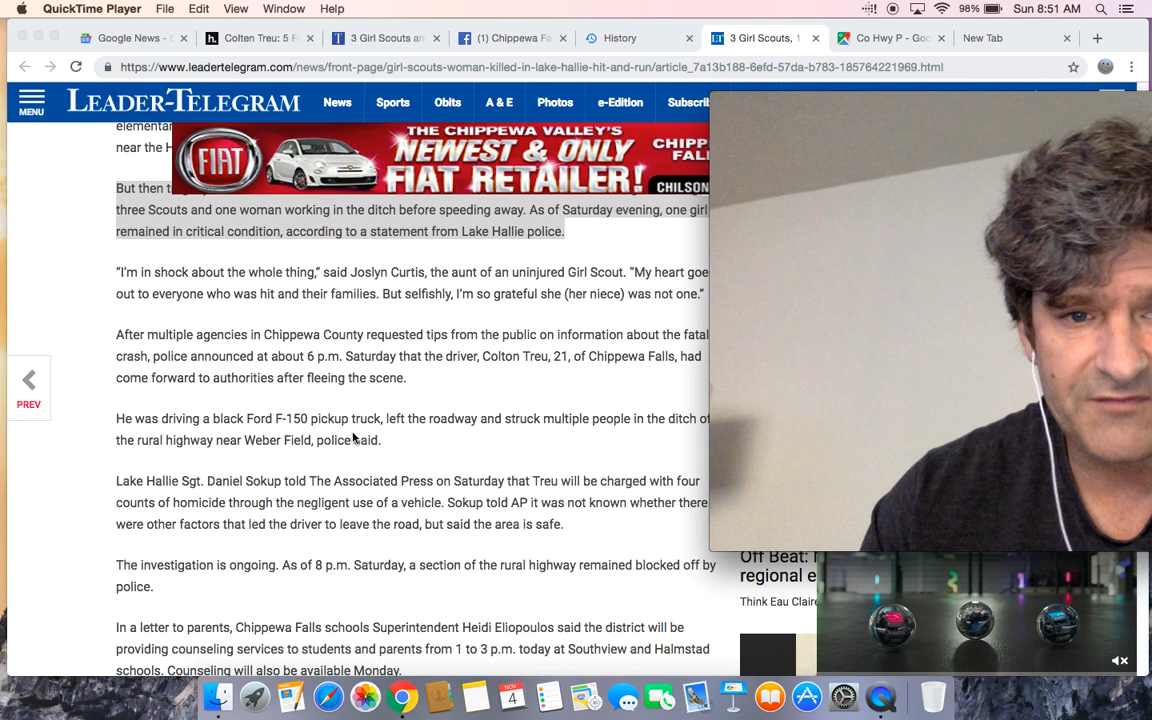 QuickTime Player File Edit View Window Help 98% Sun 8:51 AM
Google News - C
Colten Treu: 5 F
3 Girl Scouts an
(1) Chippewa Fa
History
3 Girl Scouts, 1
Co Hwy P - Goo
New Tab
https://www.leadertelegram.com/news/front-page/girl-scouts-woman-killed-in-lake-hallie-hit-and-run/article_7a13b188-6efd-57da-b783-185764221969.html
MENU
LEADER-TELEGRAM
News Sports Obits A & E Photos e-Edition Subscrib
elementar
near the H
FIAT
THE CHIPPEWA VALLEY'S
NEWEST & ONLY
FIAT RETAILER!
CHIPP
FAL
CHILSON
But then
three Scouts and one woman working in the ditch before speeding away. As of Saturday evening, one girl
remained in critical condition, according to a statement from Lake Hallie police.
“I’m in shock about the whole thing,” said Joslyn Curtis, the aunt of an uninjured Girl Scout. “My heart goe
out to everyone who was hit and their families. But selfishly, I’m so grateful she (her niece) was not one.”
After multiple agencies in Chippewa County requested tips from the public on information about the fatal
crash, police announced at about 6 p.m. Saturday that the driver, Colton Treu, 21, of Chippewa Falls, had
come forward to authorities after fleeing the scene.
PREV
He was driving a black Ford F-150 pickup truck, left the roadway and struck multiple people in the ditch of
the rural highway near Weber Field, police said.
Lake Hallie Sgt. Daniel Sokup told The Associated Press on Saturday that Treu will be charged with four
counts of homicide through the negligent use of a vehicle. Sokup told AP it was not known whether there
were other factors that led the driver to leave the road, but said the area is safe.
The investigation is ongoing. As of 8 p.m. Saturday, a section of the rural highway remained blocked off by
police.
In a letter to parents, Chippewa Falls schools Superintendent Heidi Eliopoulos said the district will be
providing counseling services to students and parents from 1 to 3 p.m. today at Southview and Halmstad
schools. Counseling will also be available Monday.
Off Beat:
regional e
Think Eau Claire
NOV
4